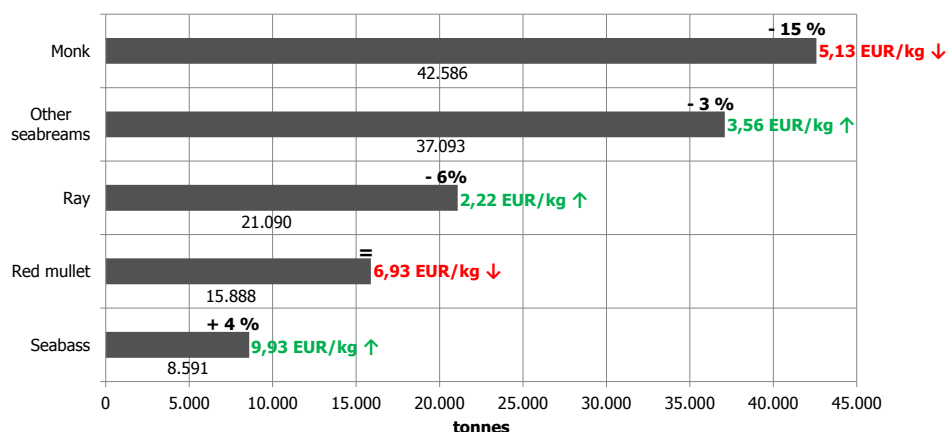 - 15 %
Monk
5,13 EUR/kg ↓
42.586
- 3 %
Other
seabreams
3,56 EUR/kg ↑
37.093
- 6%
Ray
2,22 EUR/kg ↑
21.090
=
Red mullet
6,93 EUR/kg ↓
15.888
+ 4 %
Seabass
9,93 EUR/kg ↑
8.591
0 5.000 10.000 15.000 20.000 25.000 30.000 35.000 40.000 45.000
tonnes